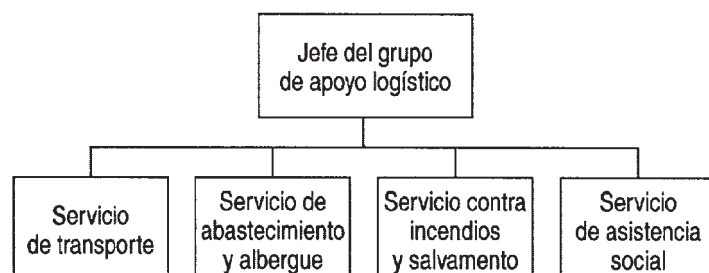 Jefe del grupo
de apoyo logístico
Servicio
de transporte
Servicio de
abastecimiento
y albergue
Servicio contra
incendios
y salvamento
Servicio
de asistencia
social